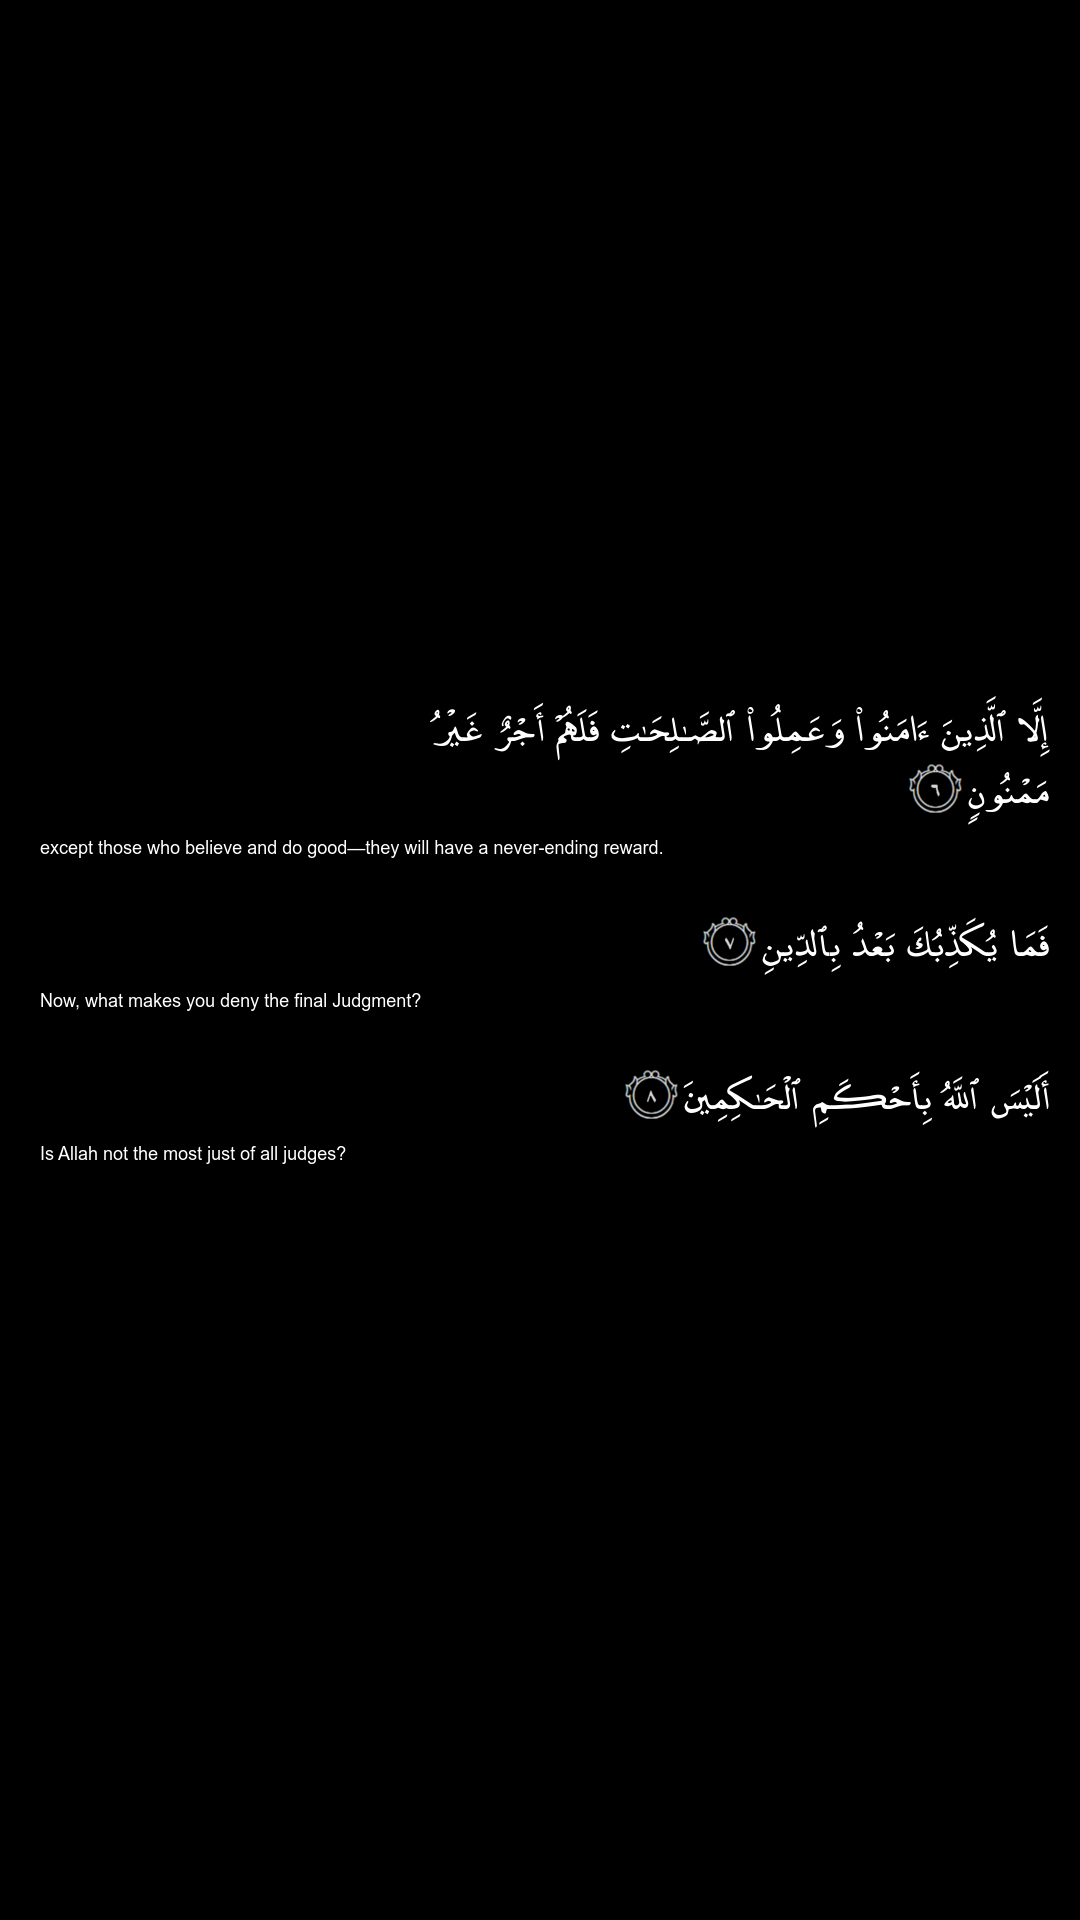 إِلَّا ٱلَّذِينَ ءَامَنُوا۟ وَعَمِلُوا۟ ٱلصَّـٰلِحَـٰتِ فَلَهُمْ أَجْرٌ غَيْرُ
مَمْنُونٍۢ ٦
except those who believe and do good—they will have a never-ending reward.
فَمَا يُكَذِّبُكَ بَعْدُ بِٱلدِّينِ ٧
Now, what makes you deny the final Judgment?
أَلَيْسَ ٱللَّهُ بِأَحْكَمِ ٱلْحَـٰكِمِينَ ٨
Is Allah not the most just of all judges?